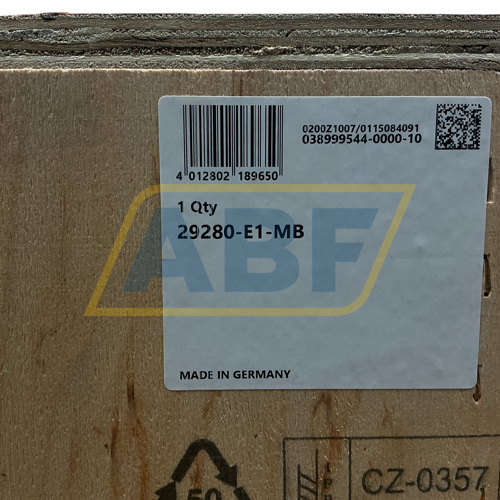 0200Z1007/0115084091
038999544-0000-10
4 012802 189650
1 Qty
29280-E1-MB
ABF
MADE IN GERMANY
50
CZ-0357